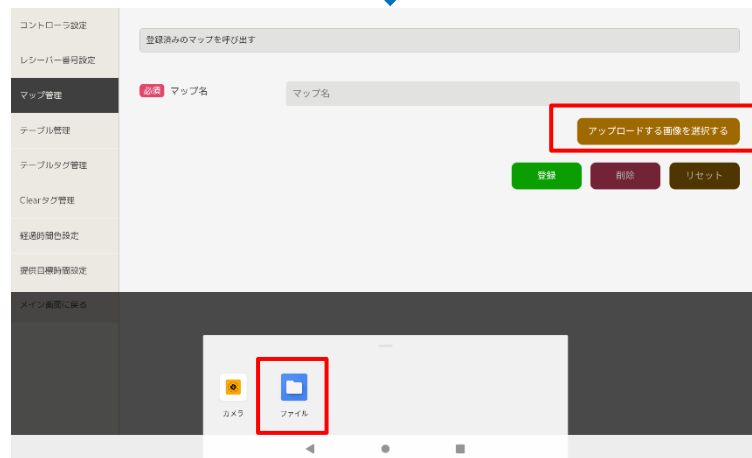 コントローラ設定
レシーバー番号設定
マップ管理
テーブル管理
テーブルタグ管理
Clearタグ管理
経過時間色設定
提供目標時間設定
メイン画面に戻る
登録済みのマップを呼び出す
必須 マップ名
マップ名
アップロードする画像を選択する
登録 削除 リセット
カメラ ファイル